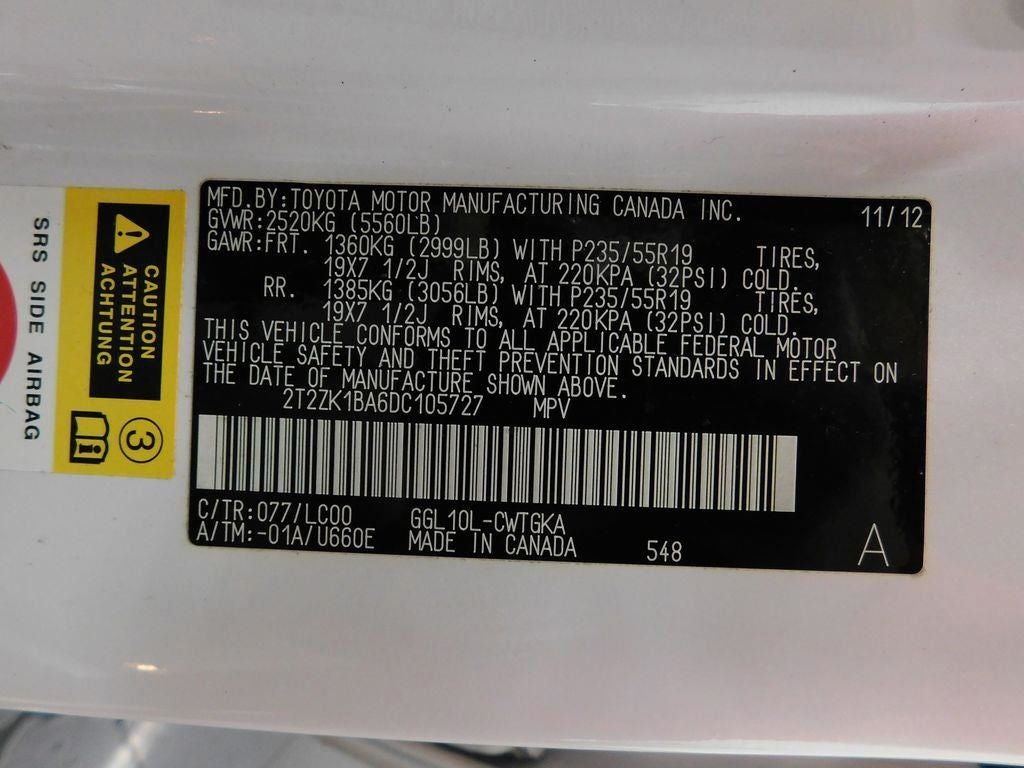 MFD.BY:TOYOTA MOTOR MANUFACTURING CANADA INC. 11/12
GVWR:2520KG (5560LB)
GAWR:FRT. 1360KG (2999LB) WITH P235/55R19 TIRES,
19X7 1/2J RIMS, AT 220KPA (32PSI) COLD.
RR. 1385KG (3056LB) WITH P235/55R19 TIRES,
19X7 1/2J RIMS, AT 220KPA (32PSI) COLD.
THIS VEHICLE CONFORMS TO ALL APPLICABLE FEDERAL MOTOR
VEHICLE SAFETY AND THEFT PREVENTION STANDARDS IN EFFECT ON
THE DATE OF MANUFACTURE SHOWN ABOVE.
2T2ZK1BA6DC105727 MPV
C/TR:077/LC00 GGL10L-CWTGKA
A/TM:-01A/U660E MADE IN CANADA 548 A
CAUTION
ATTENTION
ACHTUNG
3
SRS SIDE AIRBAG